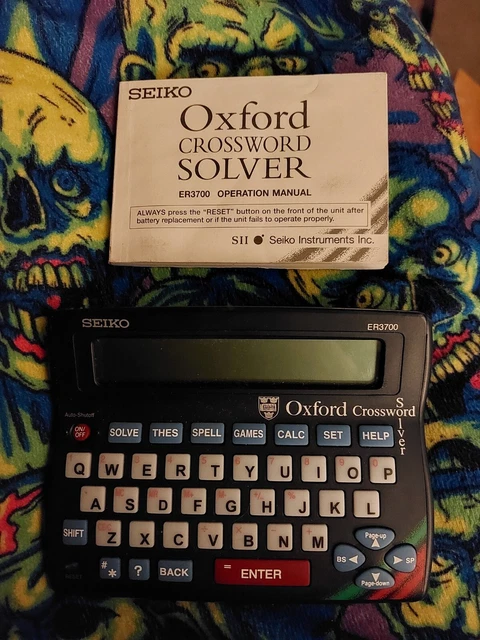 SEIKO
Oxford
CROSSWORD
SOLVER
ER3700 OPERATION MANUAL
ALWAYS press the "RESET" button on the front of the unit after
battery replacement or if the unit fails to operate properly.
SII Seiko Instruments Inc.
SEIKO
ER3700
Oxford Crossword
Solver
Auto-Shutoff
ON/OFF
SOLVE THES SPELL GAMES CALC SET HELP
Q W E R T Y U I O P
A S D F G H J K L
SHIFT Z X C V B N M
Page-up
BS SP
Page-down
# * ? BACK = ENTER
RESET